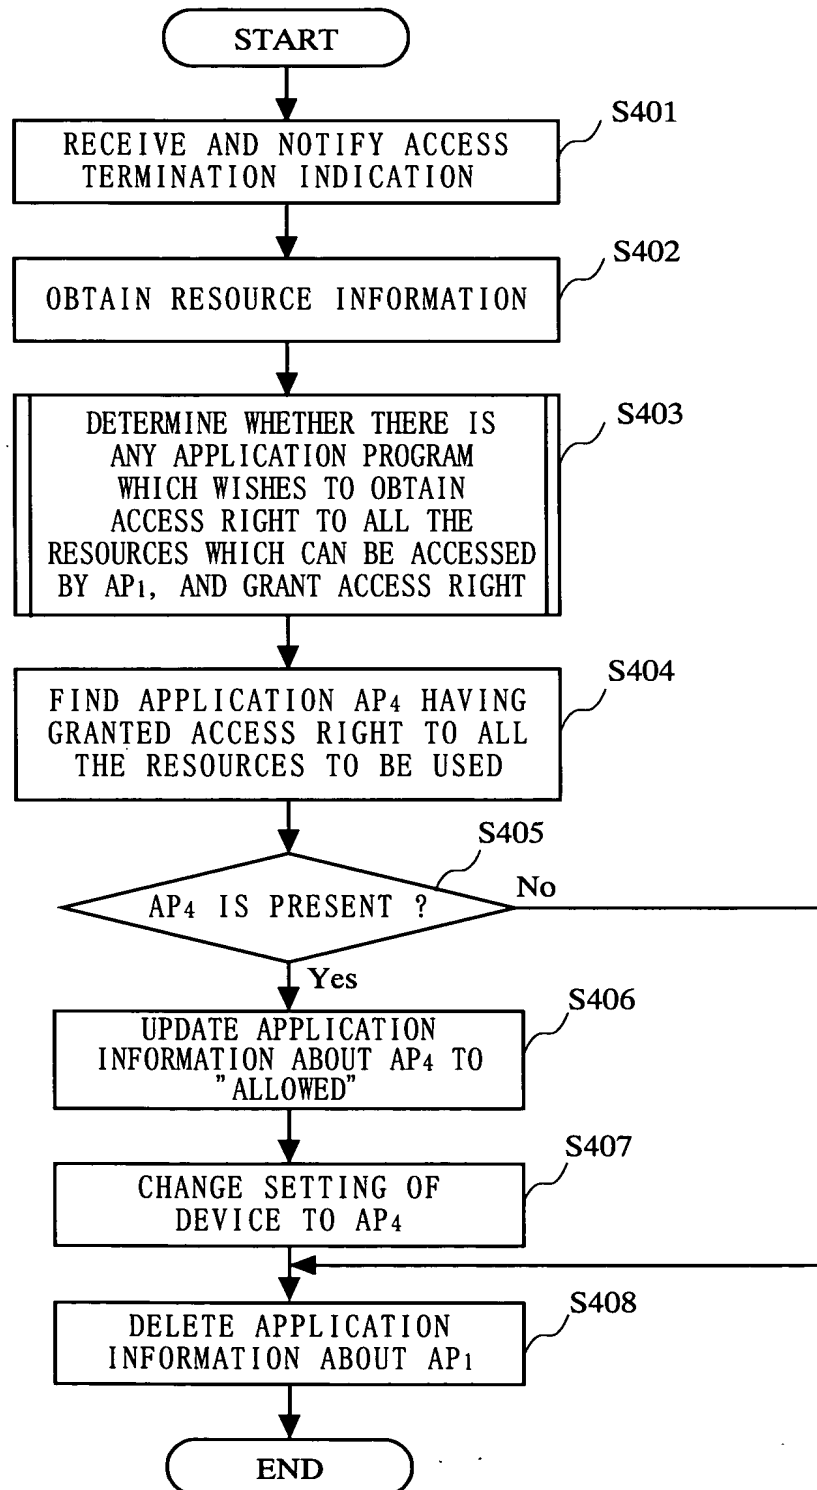 START
S401
RECEIVE AND NOTIFY ACCESS
TERMINATION INDICATION
S402
OBTAIN RESOURCE INFORMATION
S403
DETERMINE WHETHER THERE IS
ANY APPLICATION PROGRAM
WHICH WISHES TO OBTAIN
ACCESS RIGHT TO ALL THE
RESOURCES WHICH CAN BE ACCESSED
BY AP1, AND GRANT ACCESS RIGHT
S404
FIND APPLICATION AP4 HAVING
GRANTED ACCESS RIGHT TO ALL
THE RESOURCES TO BE USED
S405
AP4 IS PRESENT ?
No
Yes
S406
UPDATE APPLICATION
INFORMATION ABOUT AP4 TO
"ALLOWED"
S407
CHANGE SETTING OF
DEVICE TO AP4
S408
DELETE APPLICATION
INFORMATION ABOUT AP1
END